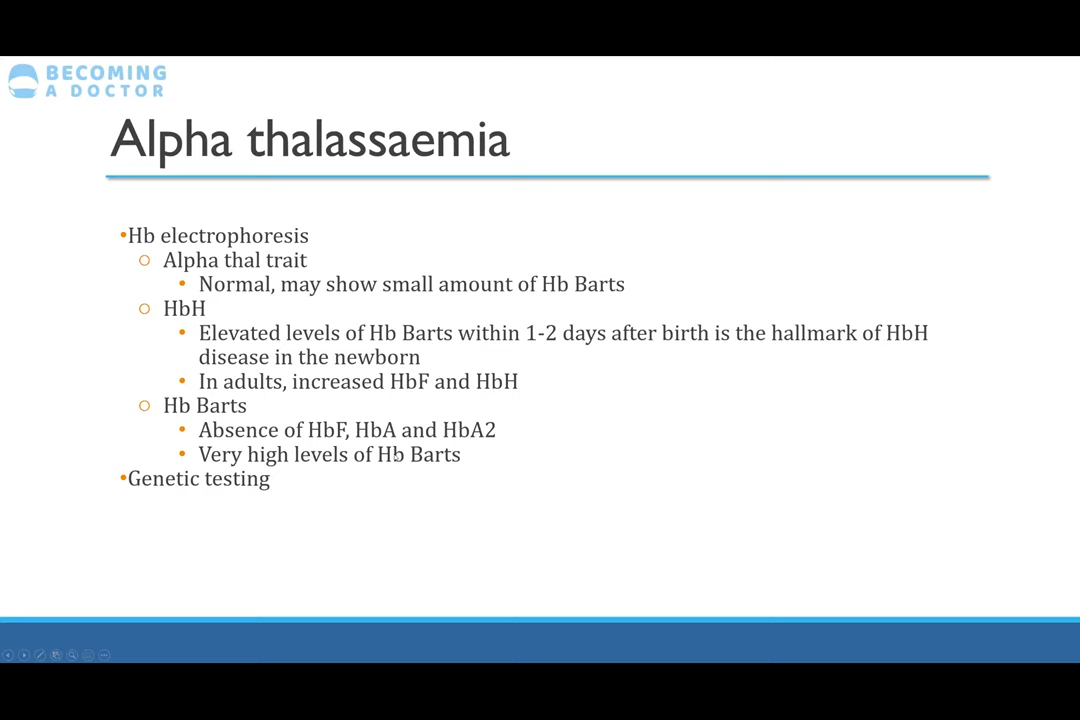 BECOMING
A DOCTOR
Alpha thalassaemia
•Hb electrophoresis
○ Alpha thal trait
• Normal, may show small amount of Hb Barts
○ HbH
• Elevated levels of Hb Barts within 1-2 days after birth is the hallmark of HbH
disease in the newborn
• In adults, increased HbF and HbH
○ Hb Barts
• Absence of HbF, HbA and HbA2
• Very high levels of Hb Barts
•Genetic testing